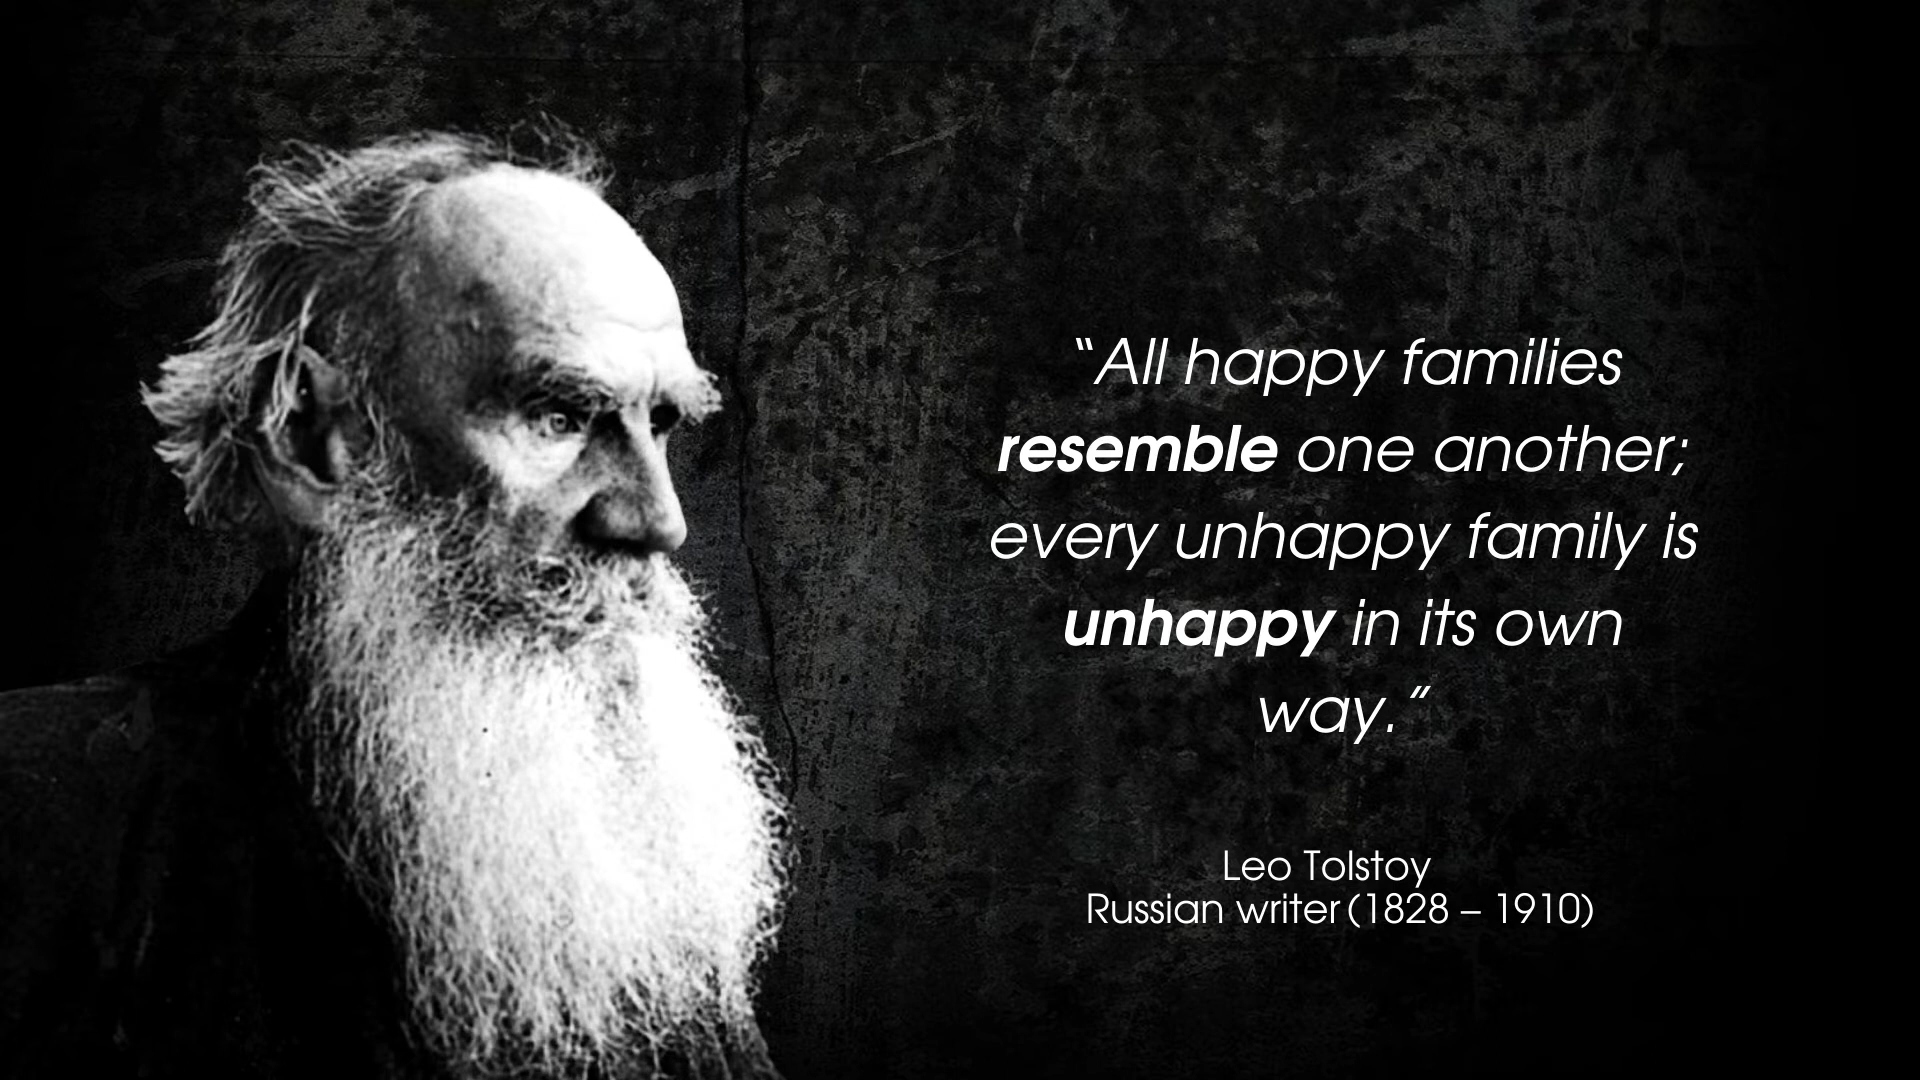 “All happy families
resemble one another;
every unhappy family is
unhappy in its own
way.”
Leo Tolstoy
Russian writer (1828 – 1910)